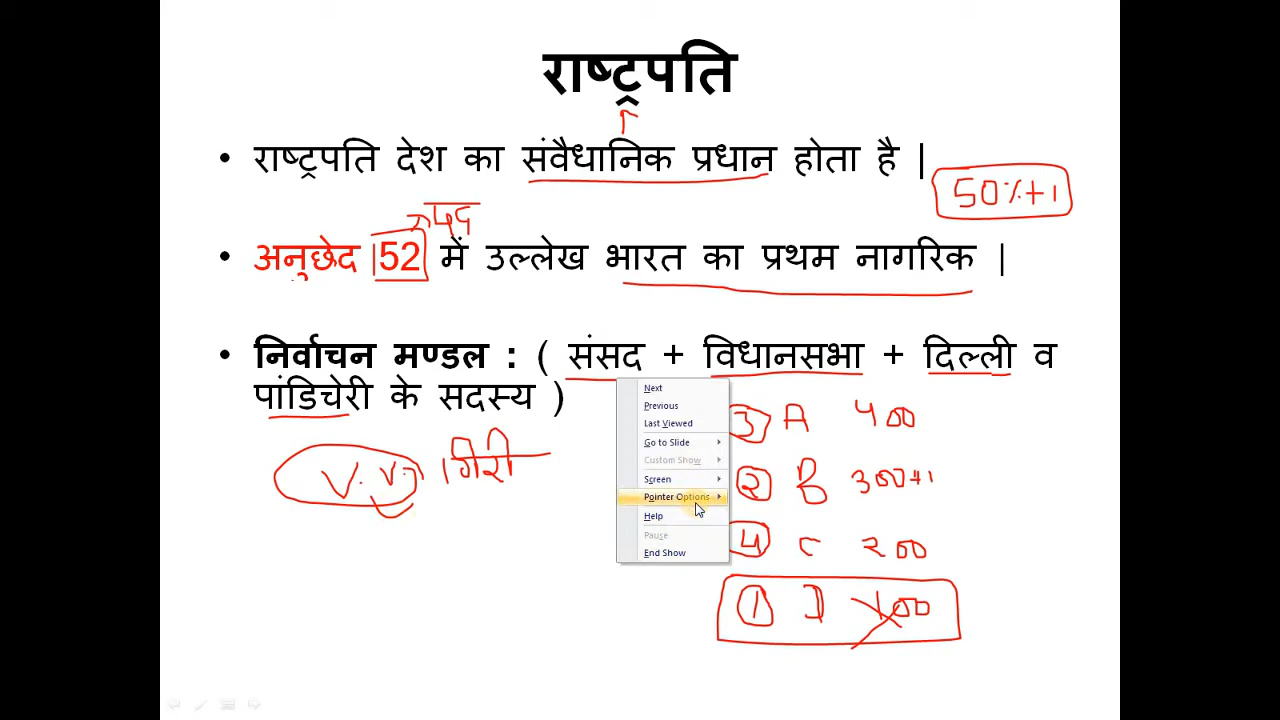 राष्ट्रपति
• राष्ट्रपति देश का संवैधानिक प्रधान होता है |
50%+1
पद
• अनुछेद 52 में उल्लेख भारत का प्रथम नागरिक |
• निर्वाचन मण्डल : ( संसद + विधानसभा + दिल्ली व
पांडिचेरी के सदस्य )
V.V. गिरी
Next
Previous
Last Viewed
Go to Slide
Custom Show
Screen
Pointer Options
Help
Pause
End Show
3 A 400
2 B 300+1
4 C 200
1 D 100